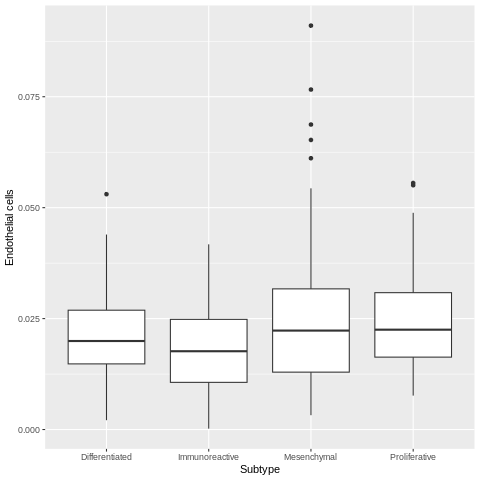 Endothelial cells
0.075
0.050
0.025
0.000
Differentiated Immunoreactive Mesenchymal Proliferative
Subtype